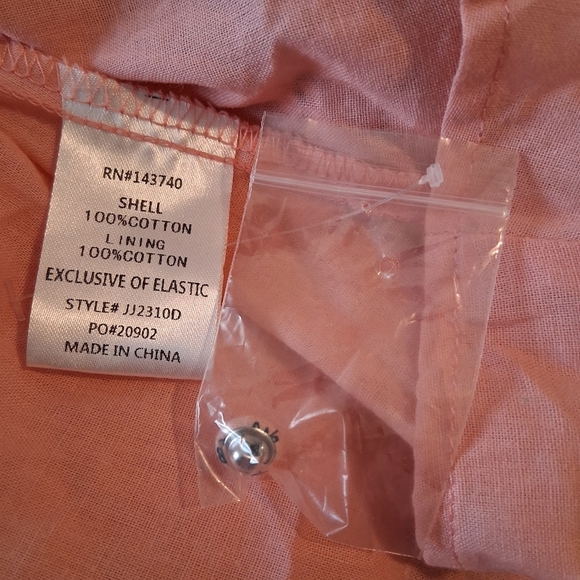 RN#143740
SHELL
100%COTTON
LINING
100%COTTON
EXCLUSIVE OF ELASTIC
STYLE# JJ2310D
PO#20902
MADE IN CHINA